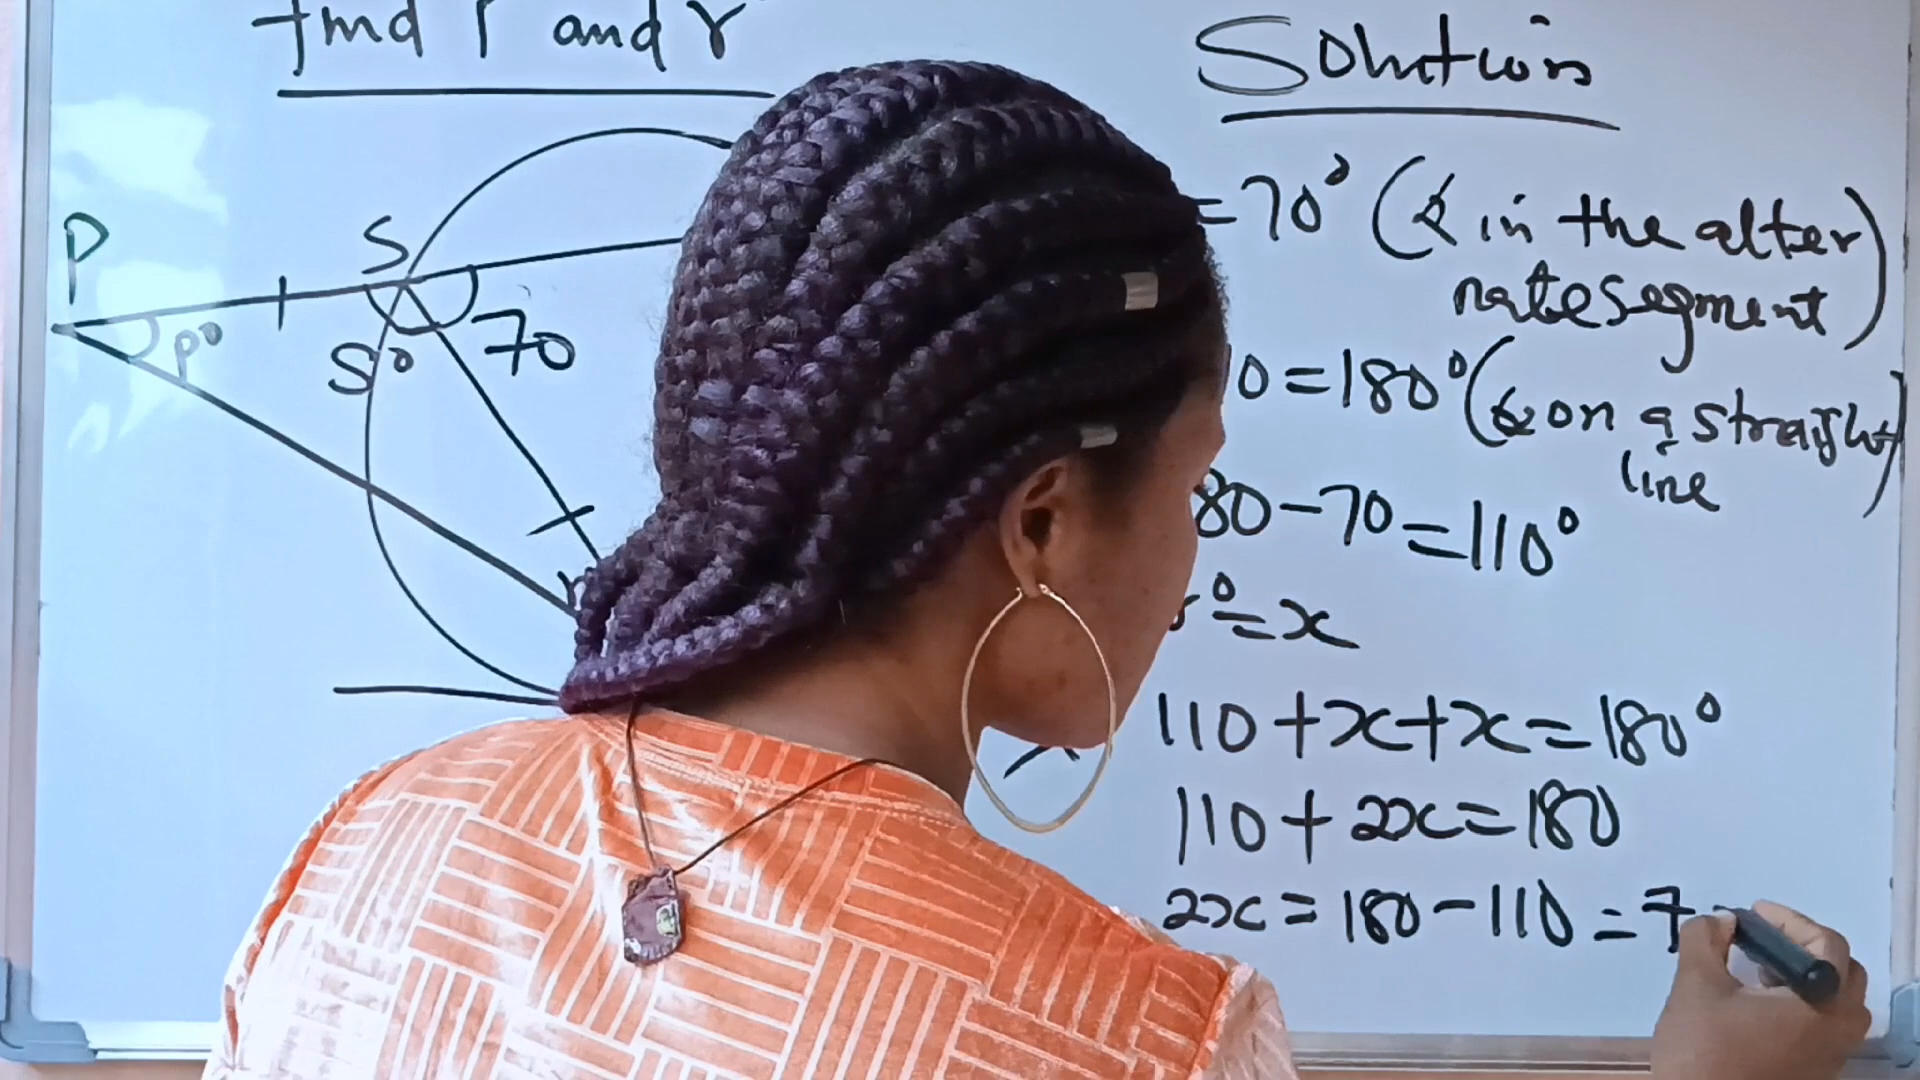 find P and r
Solution
= 70° (∡ in the alter
nate segment)
P
S
p°
S°
70
0 = 180° (∡ on a straight
line)
80 - 70 = 110°
° = x
110 + x + x = 180°
110 + 2x = 180
2x = 180 - 110 = 7